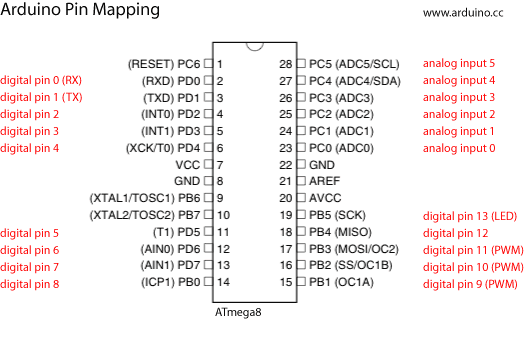 Arduino Pin Mapping www.arduino.cc
(RESET) PC6 1 28 PC5 (ADC5/SCL) analog input 5
digital pin 0 (RX) (RXD) PD0 2 27 PC4 (ADC4/SDA) analog input 4
digital pin 1 (TX) (TXD) PD1 3 26 PC3 (ADC3) analog input 3
digital pin 2 (INT0) PD2 4 25 PC2 (ADC2) analog input 2
digital pin 3 (INT1) PD3 5 24 PC1 (ADC1) analog input 1
digital pin 4 (XCK/T0) PD4 6 23 PC0 (ADC0) analog input 0
VCC 7 22 GND
GND 8 21 AREF
(XTAL1/TOSC1) PB6 9 20 AVCC
(XTAL2/TOSC2) PB7 10 19 PB5 (SCK) digital pin 13 (LED)
digital pin 5 (T1) PD5 11 18 PB4 (MISO) digital pin 12
digital pin 6 (AIN0) PD6 12 17 PB3 (MOSI/OC2) digital pin 11 (PWM)
digital pin 7 (AIN1) PD7 13 16 PB2 (SS/OC1B) digital pin 10 (PWM)
digital pin 8 (ICP1) PB0 14 15 PB1 (OC1A) digital pin 9 (PWM)
ATmega8